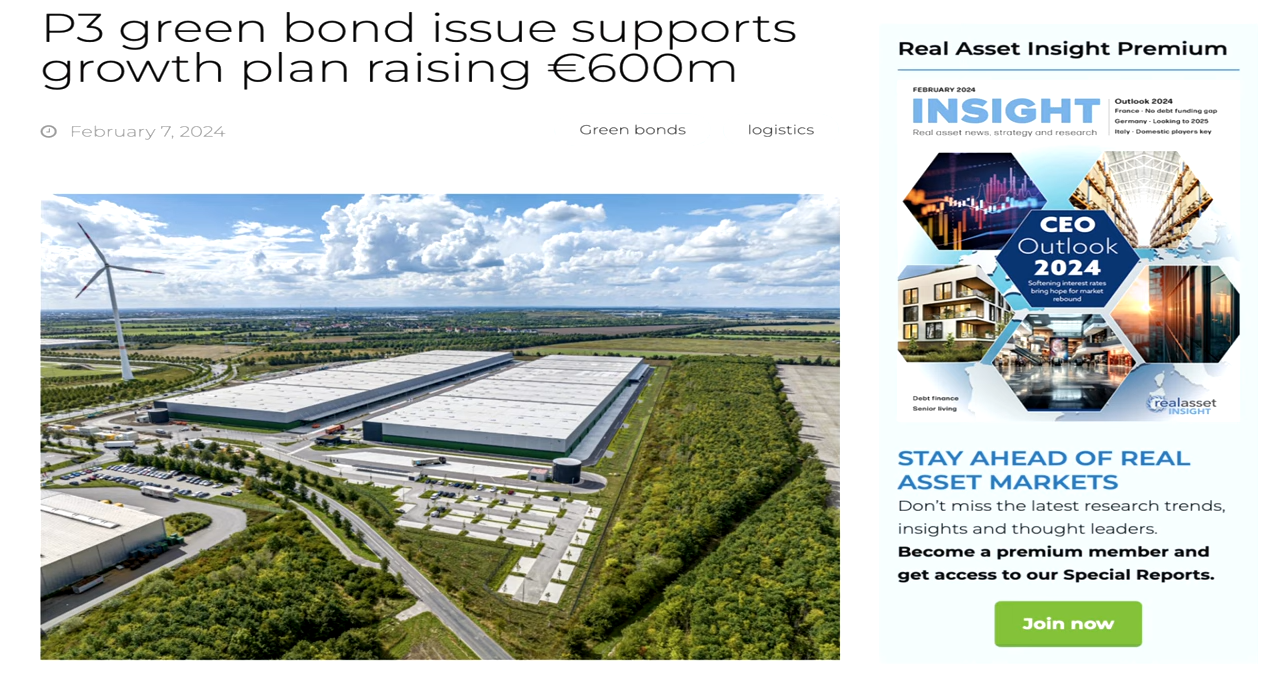 P3 green bond issue supports
growth plan raising €600m
February 7, 2024
Green bonds
logistics
Real Asset Insight Premium
FEBRUARY 2024
INSIGHT
Real asset news, strategy and research
Outlook 2024
France - No debt funding gap
Germany - Looking to 2025
Italy - Domestic players key
CEO
Outlook
2024
Softening interest rates
bring hope for market
rebound
Debt finance
Senior living
realasset
INSIGHT
STAY AHEAD OF REAL
ASSET MARKETS
Don't miss the latest research trends,
insights and thought leaders.
Become a premium member and
get access to our Special Reports.
Join now